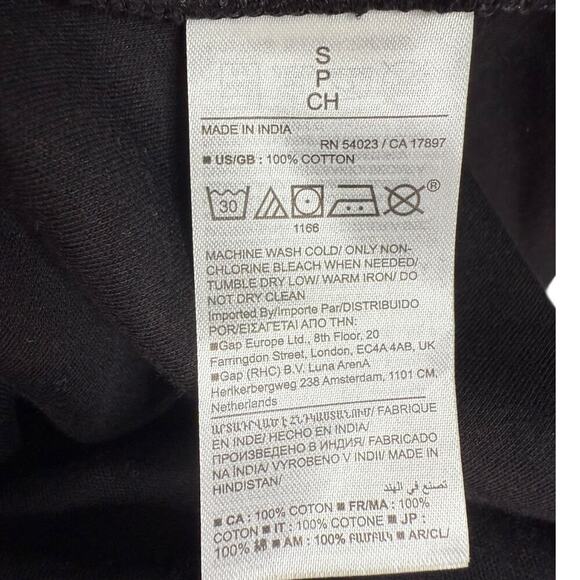 S
P
CH
MADE IN INDIA
RN 54023 / CA 17897
■ US/GB : 100% COTTON
30
®
1166
MACHINE WASH COLD/ ONLY NON-
CHLORINE BLEACH WHEN NEEDED/
TUMBLE DRY LOW/ WARM IRON/ DO
NOT DRY CLEAN
Imported By/Importe Par/DISTRIBUIDO
POR/ΕΙΣΑΓΕΤΑΙ ΑΠΟ ΤΗΝ:
■Gap Europe Ltd., 8th Floor, 20
Farringdon Street, London, EC4A 4AB, UK
■Gap (RHC) B.V. Luna ArenA
Herikerbergweg 238 Amsterdam, 1101 CM,
Netherlands
ԱՐՏԱԴՐՎԱԾ Է ՀՆԴԿԱՍՏԱՆՈՒՄ/ FABRIQUE
EN INDE/ HECHO EN INDIA/
ПРОИЗВЕДЕНО В ИНДИЯ/ FABRICADO
NA ÍNDIA/ VYROBENO V INDII/ MADE IN
HINDISTAN/
تصنع في الهند
■ CA : 100% COTON ■ FR/MA : 100%
COTON ■ IT : 100% COTONE ■ JP :
100% ■ AM : 100% ԲԱՄԲԱԿ ■ AR/CL/